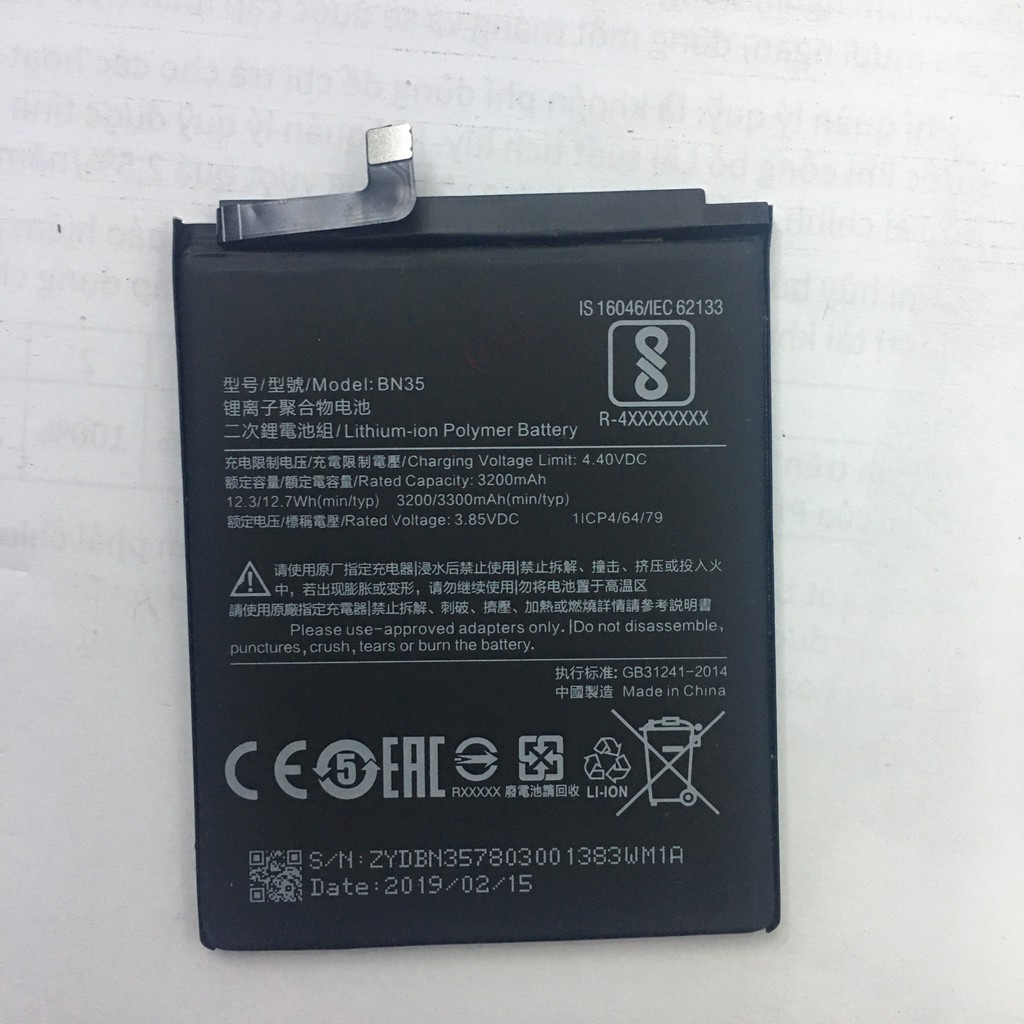 IS 16046/IEC 62133
R-4XXXXXXXX
型号/型號/Model: BN35
锂离子聚合物电池
二次鋰電池組/Lithium-ion Polymer Battery
充电限制电压/充電限制電壓/Charging Voltage Limit: 4.40VDC
额定容量/額定電容量/Rated Capacity: 3200mAh
12.3/12.7Wh(min/typ) 3200/3300mAh(min/typ)
额定电压/標稱電壓/Rated Voltage: 3.85VDC 1ICP4/64/79
请使用原厂指定充电器|浸水后禁止使用|禁止拆解、撞击、挤压或投入火
中，若出现膨胀或变形，请勿继续使用|勿将电池置于高温区
請使用原廠指定充電器|禁止拆解、刺破、擠壓、加熱或燃燒詳情請參考説明書
Please use-approved adapters only. |Do not disassemble,
punctures, crush, tears or burn the battery.
执行标准: GB31241-2014
中國製造 Made in China
CE 5 EAC
RXXXXX 廢電池請回收 LI-ION
S/N:ZYDBN357803001383WM1A
Date:2019/02/15